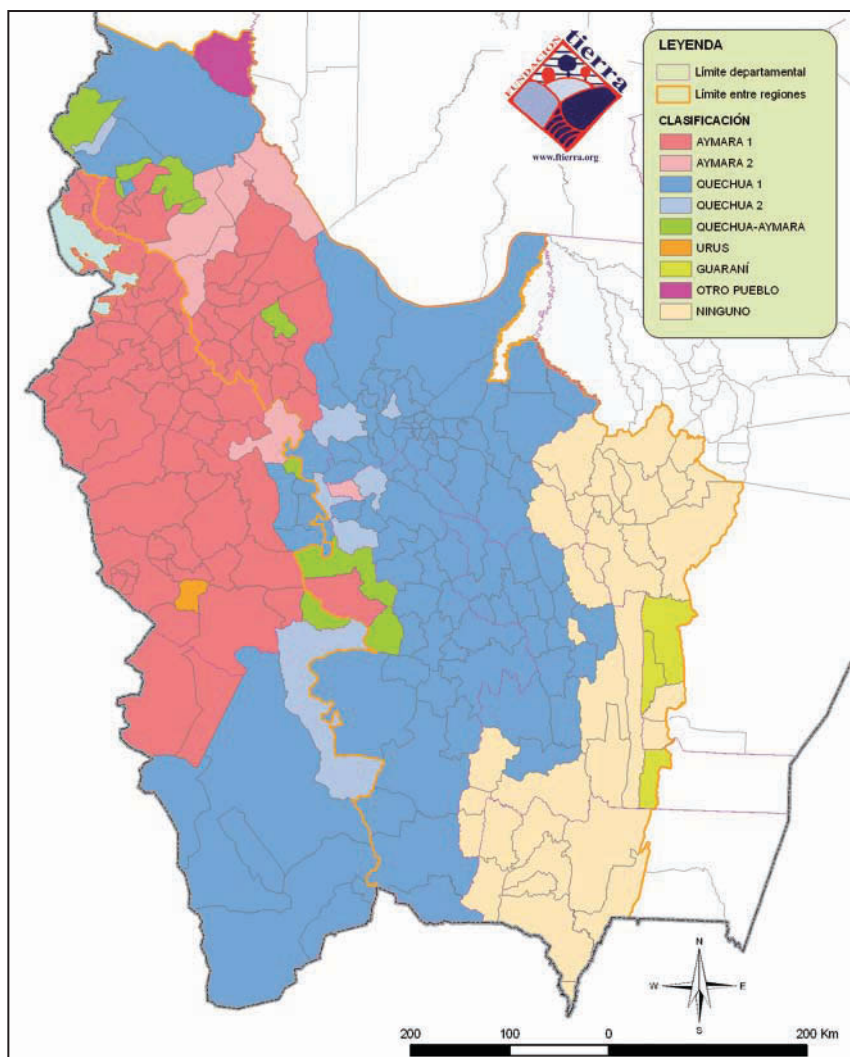 FUNDACION
tierra
www.ftierra.org
LEYENDA
Límite departamental
Límite entre regiones
CLASIFICACIÓN
AYMARA 1
AYMARA 2
QUECHUA 1
QUECHUA 2
QUECHUA-AYMARA
URUS
GUARANÍ
OTRO PUEBLO
NINGUNO
N
W
E
S
200
100
0
200 Km